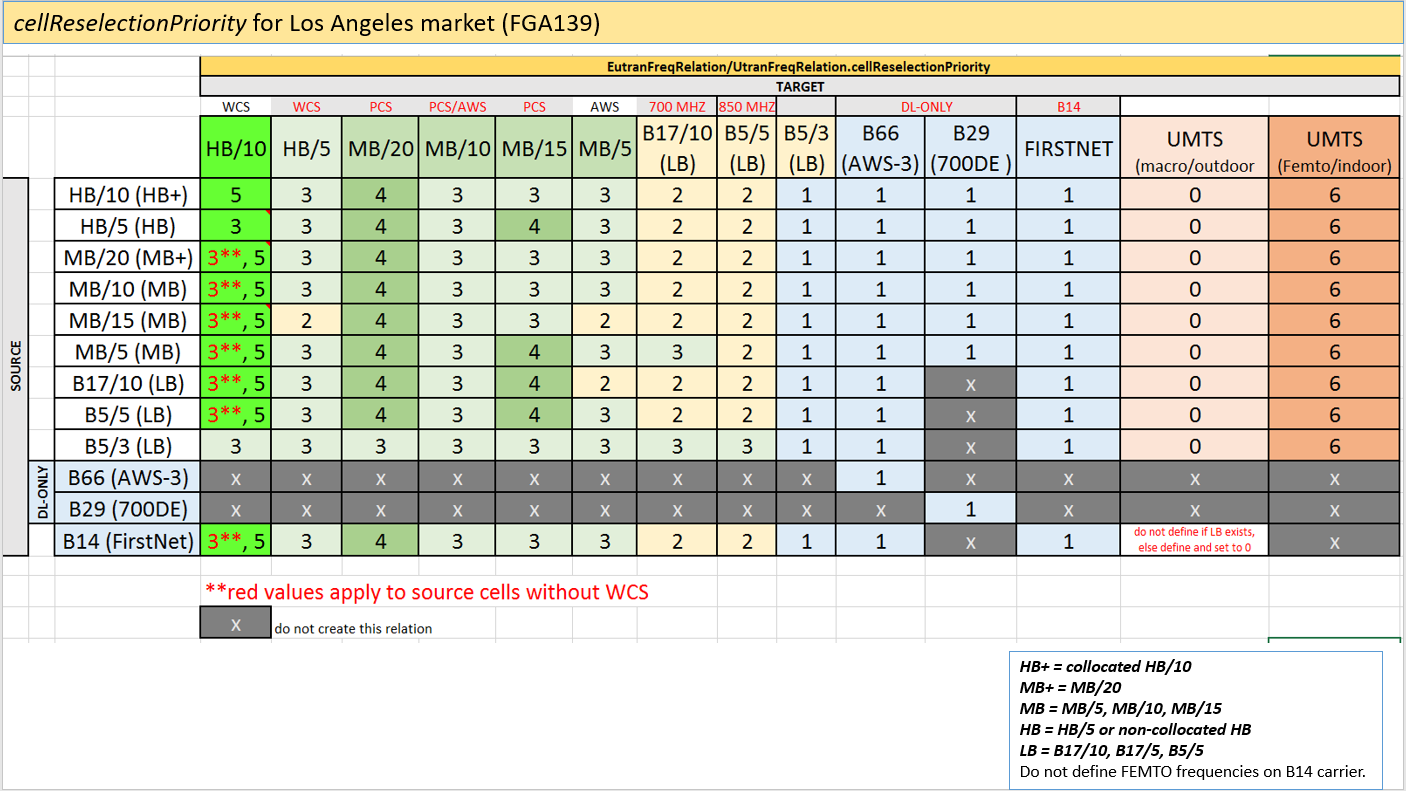 cellReselectionPriority for Los Angeles market (FGA139)
EutranFreqRelation/UtranFreqRelation.cellReselectionPriority
TARGET
WCS WCS PCS PCS/AWS PCS AWS 700 MHZ 850 MHZ DL-ONLY B14
HB/10 HB/5 MB/20 MB/10 MB/15 MB/5 B17/10 (LB) B5/5 (LB) B5/3 (LB) B66 (AWS-3) B29 (700DE ) FIRSTNET UMTS (macro/outdoor UMTS (Femto/indoor)
SOURCE
HB/10 (HB+) 5 3 4 3 3 3 2 2 1 1 1 1 0 6
HB/5 (HB) 3 3 4 3 4 3 2 2 1 1 1 1 0 6
MB/20 (MB+) 3**, 5 3 4 3 3 3 2 2 1 1 1 1 0 6
MB/10 (MB) 3**, 5 3 4 3 3 3 2 2 1 1 1 1 0 6
MB/15 (MB) 3**, 5 2 4 3 3 2 2 2 1 1 1 1 0 6
MB/5 (MB) 3**, 5 3 4 3 4 3 3 2 1 1 1 1 0 6
B17/10 (LB) 3**, 5 3 4 3 4 2 2 2 1 1 x 1 0 6
B5/5 (LB) 3**, 5 3 4 3 4 3 2 2 1 1 x 1 0 6
B5/3 (LB) 3 3 3 3 3 3 3 3 1 1 x 1 0 6
DL-ONLY
B66 (AWS-3) x x x x x x x x x 1 x x x x
B29 (700DE) x x x x x x x x x x 1 x x x
B14 (FirstNet) 3**, 5 3 4 3 3 3 2 2 1 1 x 1 do not define if LB exists, else define and set to 0 x
**red values apply to source cells without WCS
x do not create this relation
HB+ = collocated HB/10
MB+ = MB/20
MB = MB/5, MB/10, MB/15
HB = HB/5 or non-collocated HB
LB = B17/10, B17/5, B5/5
Do not define FEMTO frequencies on B14 carrier.